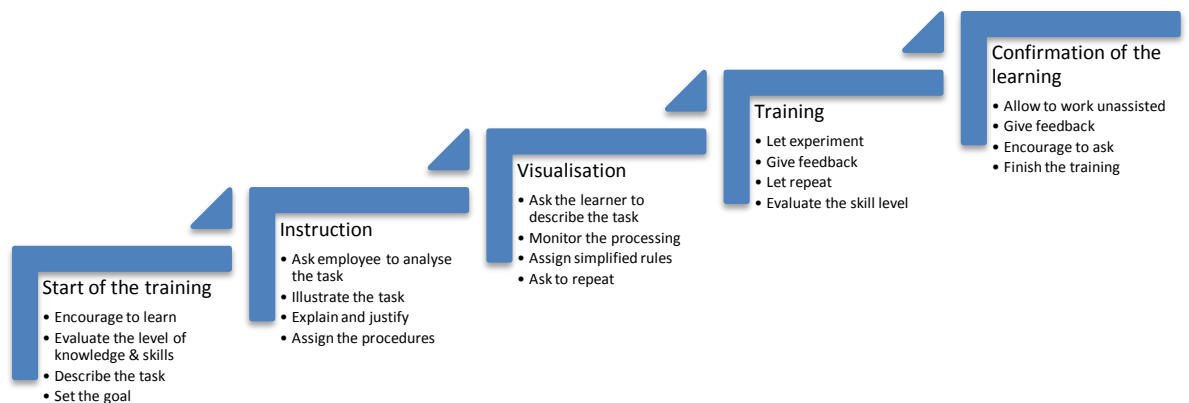 Start of the training
• Encourage to learn
• Evaluate the level of
knowledge & skills
• Describe the task
• Set the goal
Instruction
• Ask employee to analyse
the task
• Illustrate the task
• Explain and justify
• Assign the procedures
Visualisation
• Ask the learner to
describe the task
• Monitor the processing
• Assign simplified rules
• Ask to repeat
Training
• Let experiment
• Give feedback
• Let repeat
• Evaluate the skill level
Confirmation of the
learning
• Allow to work unassisted
• Give feedback
• Encourage to ask
• Finish the training